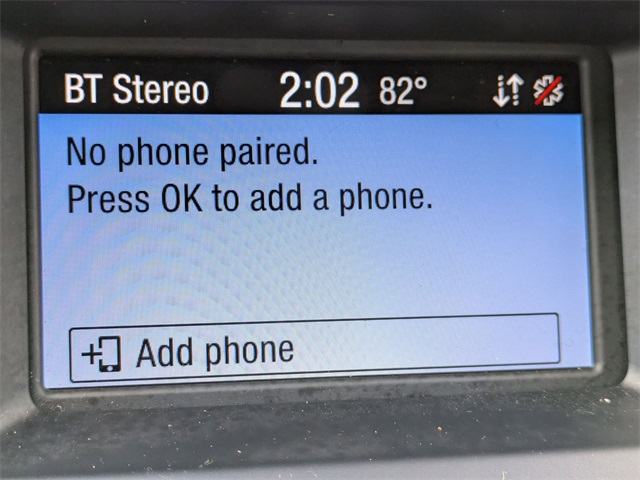 BT Stereo 2:02 82°
No phone paired.
Press OK to add a phone.
Add phone